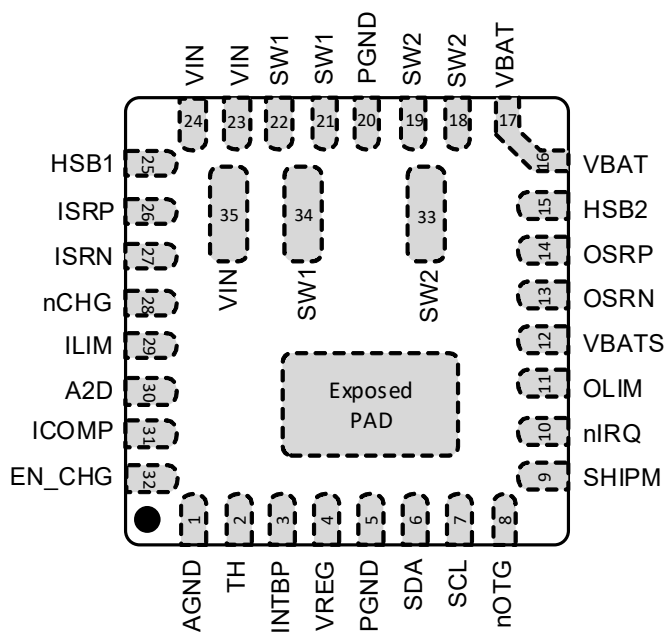 VIN
VIN
SW1
SW1
PGND
SW2
SW2
VBAT
24
23
22
21
20
19
18
17
HSB1
25
16
VBAT
ISRP
26
15
HSB2
ISRN
27
14
OSRP
nCHG
28
13
OSRN
ILIM
29
12
VBATS
A2D
30
11
OLIM
ICOMP
31
10
nIRQ
EN_CHG
32
9
SHIPM
35
34
33
VIN
SW1
SW2
Exposed
PAD
1
2
3
4
5
6
7
8
AGND
TH
INTBP
VREG
PGND
SDA
SCL
nOTG